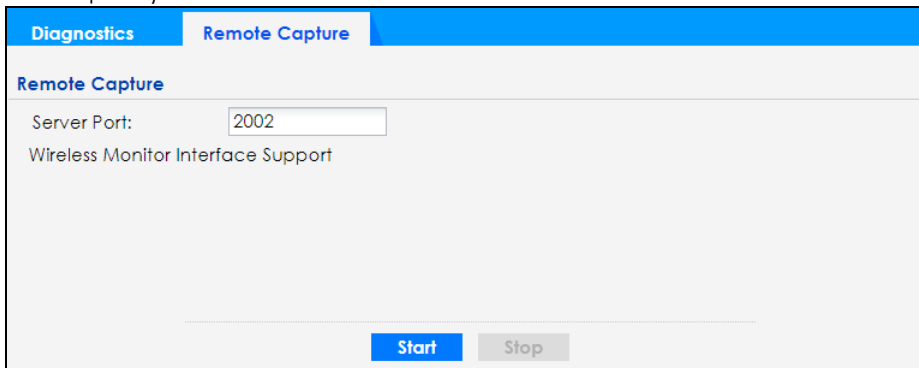 Diagnostics Remote Capture
Remote Capture
Server Port: 2002
Wireless Monitor Interface Support
Start Stop